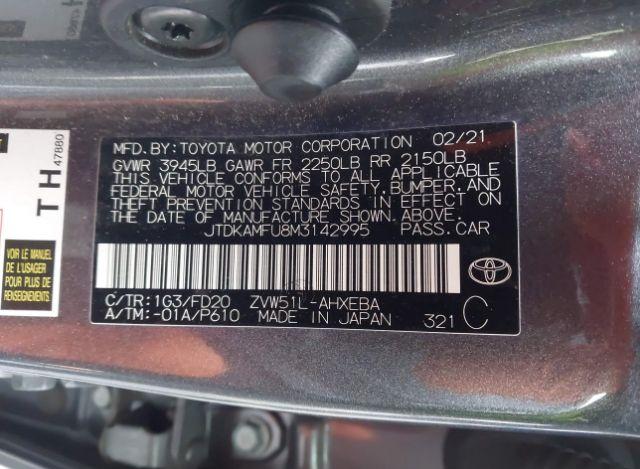 MFD.BY:TOYOTA MOTOR CORPORATION 02/21
GVWR 3945LB GAWR FR 2250LB RR 2150LB
THIS VEHICLE CONFORMS TO ALL APPLICABLE
FEDERAL MOTOR VEHICLE SAFETY,BUMPER,AND
THEFT PREVENTION STANDARDS IN EFFECT ON
THE DATE OF MANUFACTURE SHOWN ABOVE.
JTDKAMFU8M3142995 PASS.CAR
C/TR:1G3/FD20 ZVW51L-AHXEBA
A/TM:-01A/P610 MADE IN JAPAN 321 C
TH
47880
VOIR LE MANUEL
DE L'USAGER
POUR PLUS DE
RENSEIGNEMENTS.